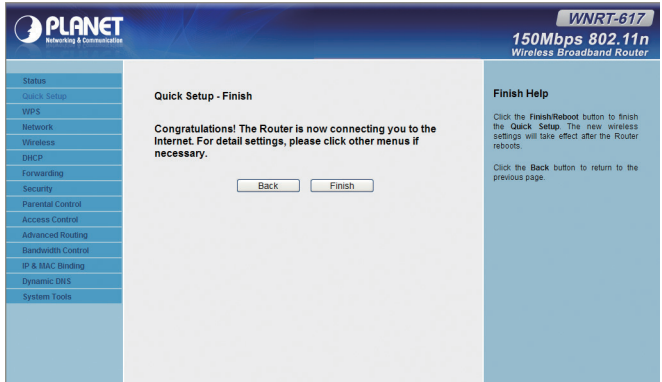 PLANET
Networking & Communication
WNRT-617
150Mbps 802.11n
Wireless Broadband Router
Status
Quick Setup
WPS
Network
Wireless
DHCP
Forwarding
Security
Parental Control
Access Control
Advanced Routing
Bandwidth Control
IP & MAC Binding
Dynamic DNS
System Tools
Quick Setup - Finish
Congratulations! The Router is now connecting you to the
Internet. For detail settings, please click other menus if
necessary.
Back
Finish
Finish Help
Click the Finish/Reboot button to finish
the Quick Setup. The new wireless
settings will take effect after the Router
reboots.
Click the Back button to return to the
previous page.